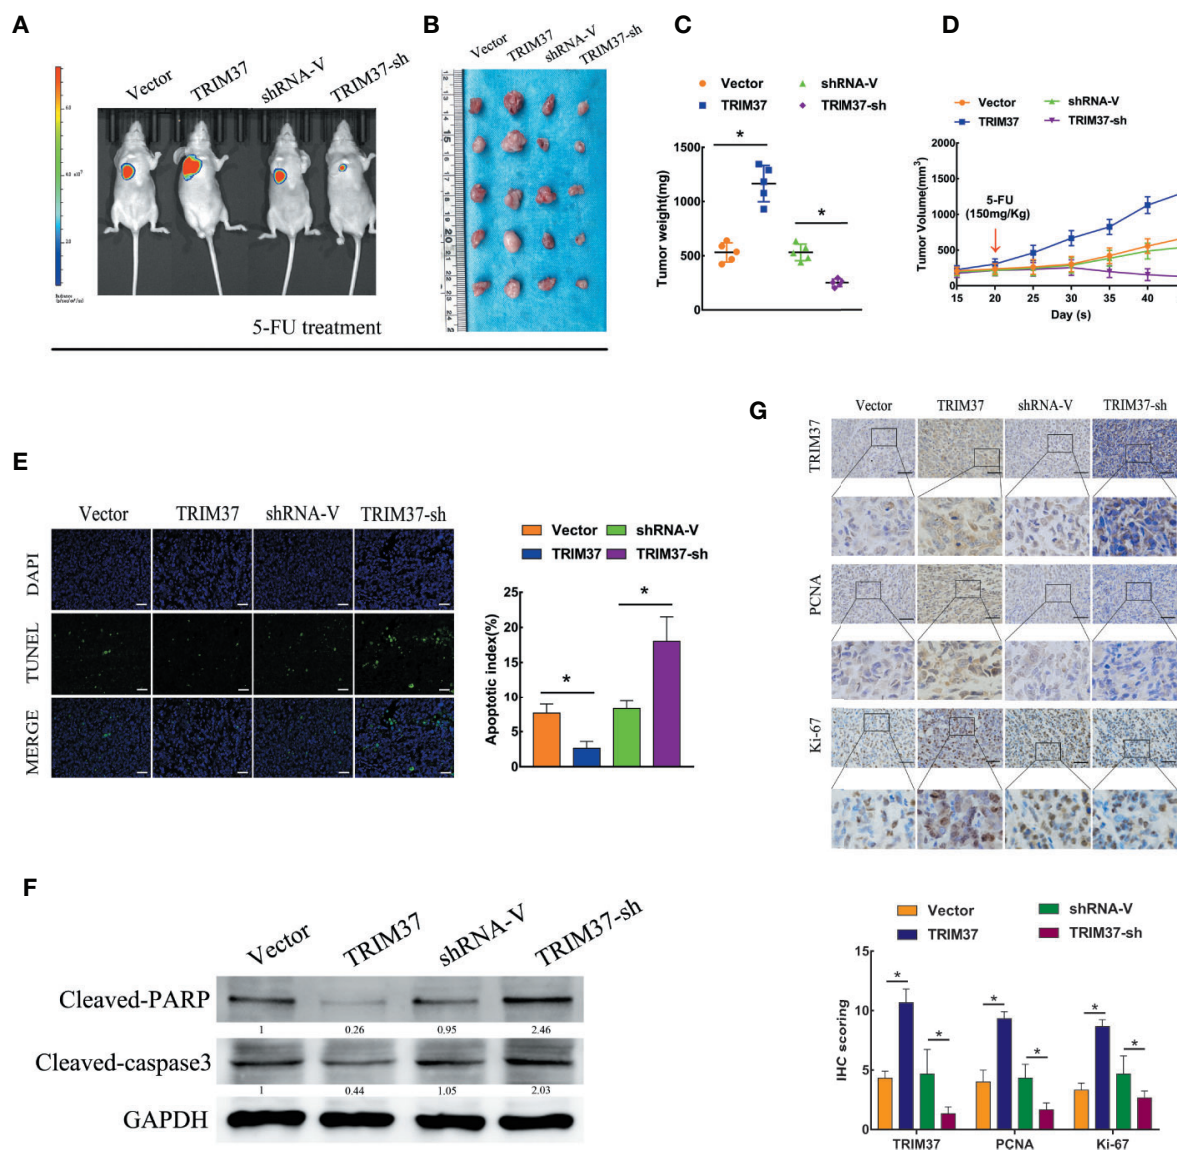 A
Vector
TRIM37
shRNA-V
TRIM37-sh
5-FU treatment
B
Vector
TRIM37
shRNA-V
TRIM37-sh
C
Vector
shRNA-V
TRIM37
TRIM37-sh
Tumor weight(mg)
1500
1000
500
0
*
*
D
Vector
shRNA-V
TRIM37
TRIM37-sh
Tumor Volume(mm³)
2000
1500
1000
500
0
5-FU
(150mg/Kg)
15 20 25 30 35 40
Day (s)
E
Vector
TRIM37
shRNA-V
TRIM37-sh
DAPI
TUNEL
MERGE
Vector
shRNA-V
TRIM37
TRIM37-sh
Apoptotic index(%)
25
20
15
10
5
0
*
*
F
Vector
TRIM37
shRNA-V
TRIM37-sh
Cleaved-PARP
1 0.26 0.95 2.46
Cleaved-caspase3
1 0.44 1.05 2.03
GAPDH
G
Vector
TRIM37
shRNA-V
TRIM37-sh
TRIM37
PCNA
Ki-67
Vector
shRNA-V
TRIM37
TRIM37-sh
IHC scoring
15
10
5
0
* * * * * *
TRIM37 PCNA Ki-67